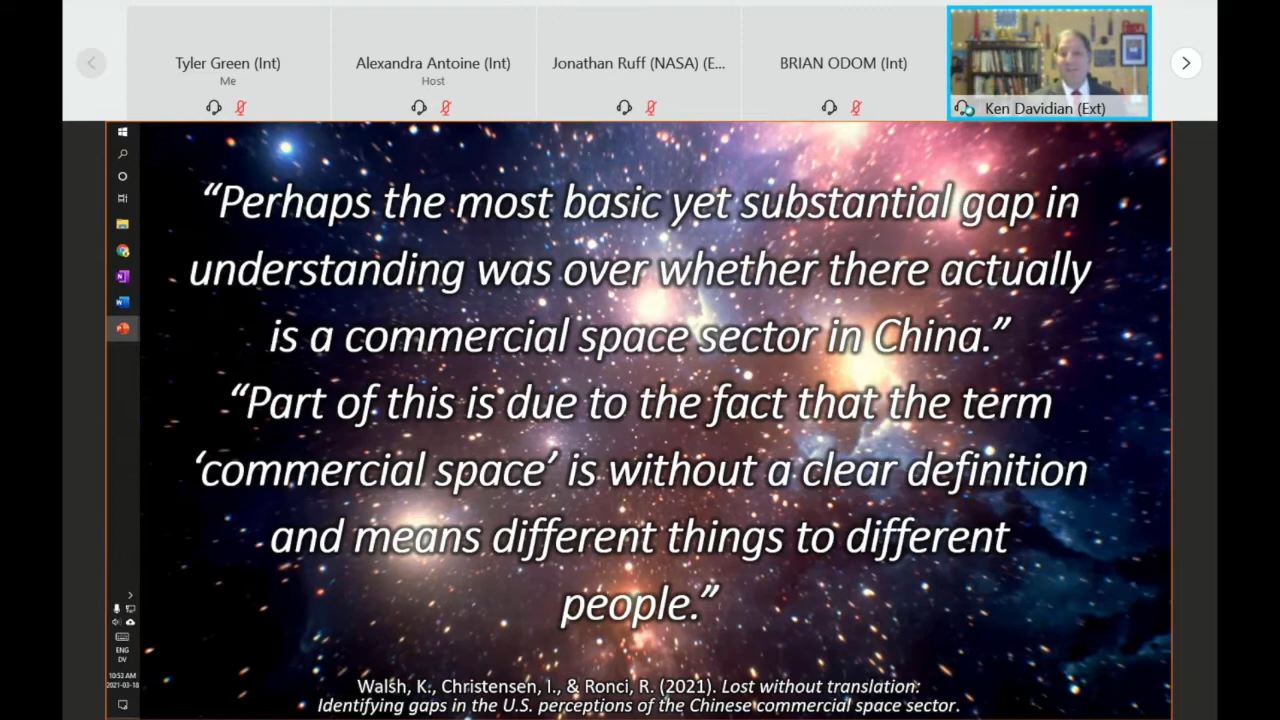 Tyler Green (Int)
Me
Alexandra Antoine (Int)
Host
Jonathan Ruff (NASA) (E...
BRIAN ODOM (Int)
Ken Davidian (Ext)
“Perhaps the most basic yet substantial gap in
understanding was over whether there actually
is a commercial space sector in China.”
“Part of this is due to the fact that the term
‘commercial space’ is without a clear definition
and means different things to different
people.”
Walsh, K., Christensen, I., & Ronci, R. (2021). Lost without translation:
Identifying gaps in the U.S. perceptions of the Chinese commercial space sector.
ENG
DV
10:53 AM
2021-03-18